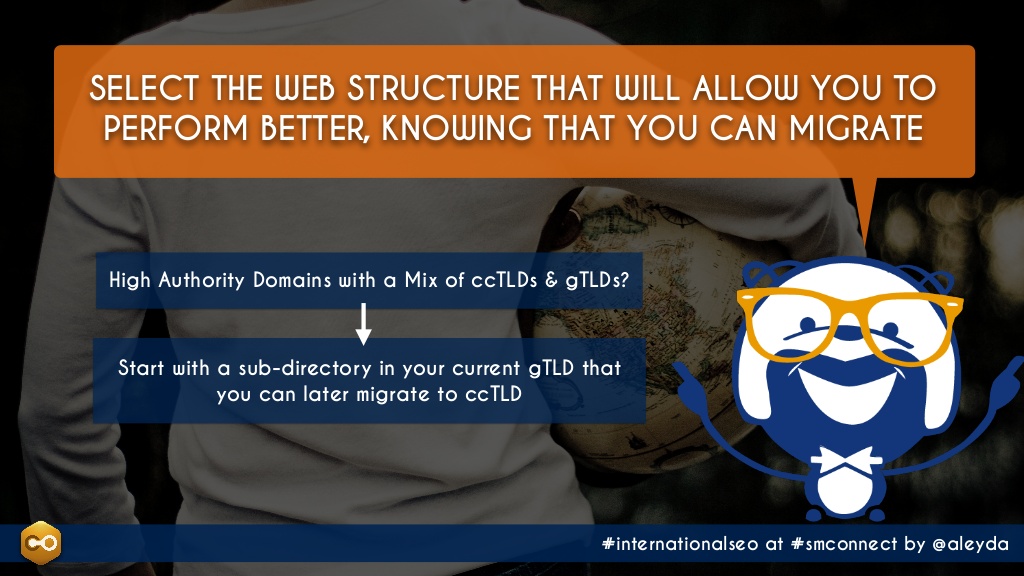 SELECT THE WEB STRUCTURE THAT WILL ALLOW YOU TO
PERFORM BETTER, KNOWING THAT YOU CAN MIGRATE
High Authority Domains with a Mix of ccTLDs & gTLDs?
Start with a sub-directory in your current gTLD that
you can later migrate to ccTLD
#internationalseo at #smconnect by @aleyda